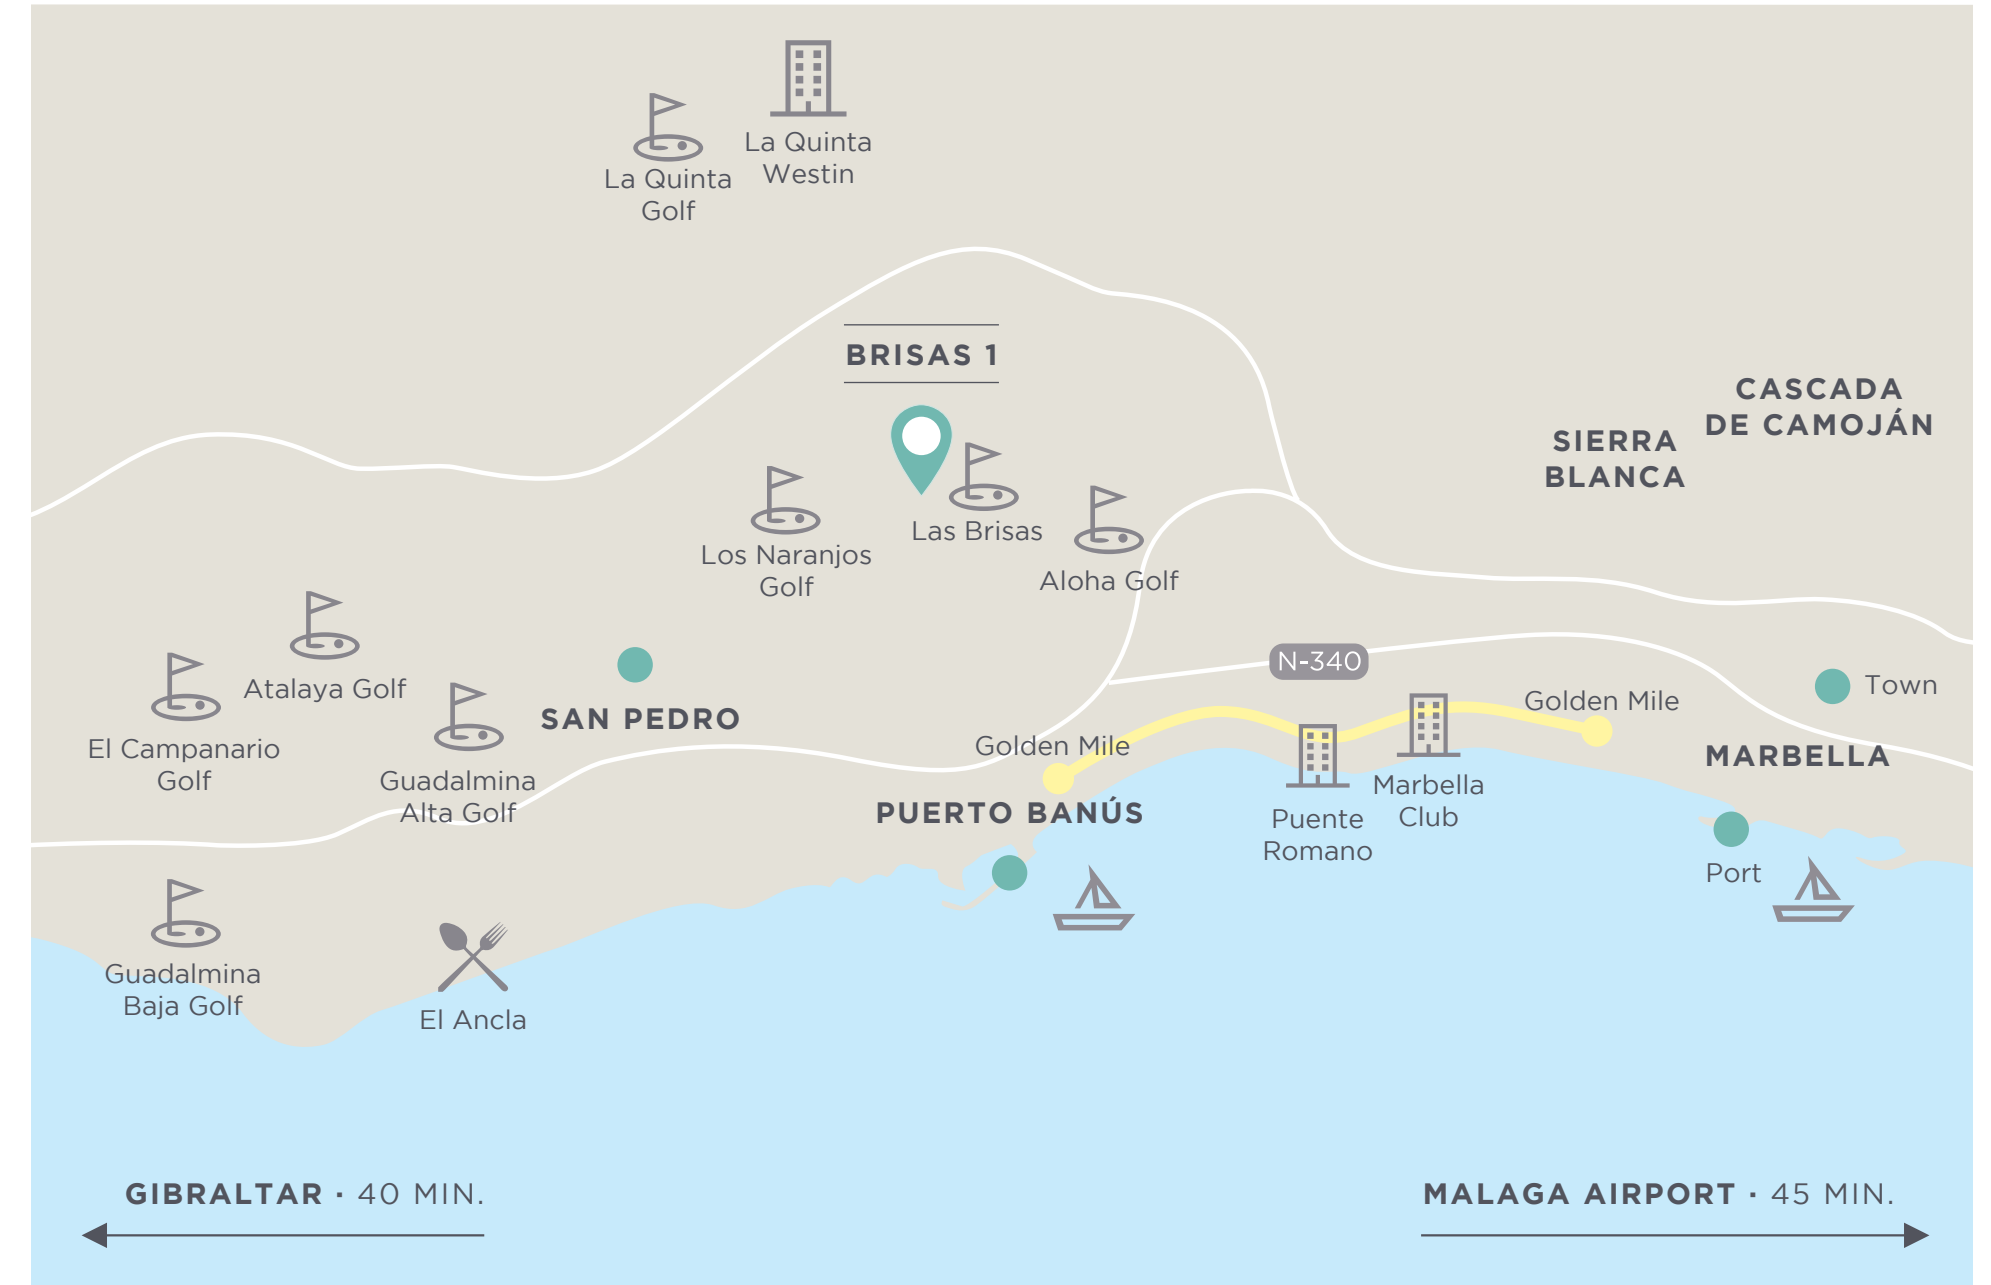 La Quinta
Westin
La Quinta
Golf
BRISAS 1
CASCADA
DE CAMOJÁN
SIERRA
BLANCA
Las Brisas
Los Naranjos
Golf
Aloha Golf
N-340
Atalaya Golf
Town
Golden Mile
SAN PEDRO
El Campanario
Golf
Golden Mile
MARBELLA
Guadalmina
Alta Golf
Marbella
Club
PUERTO BANÚS
Puente
Romano
Port
Guadalmina
Baja Golf
El Ancla
GIBRALTAR · 40 MIN.
MALAGA AIRPORT · 45 MIN.